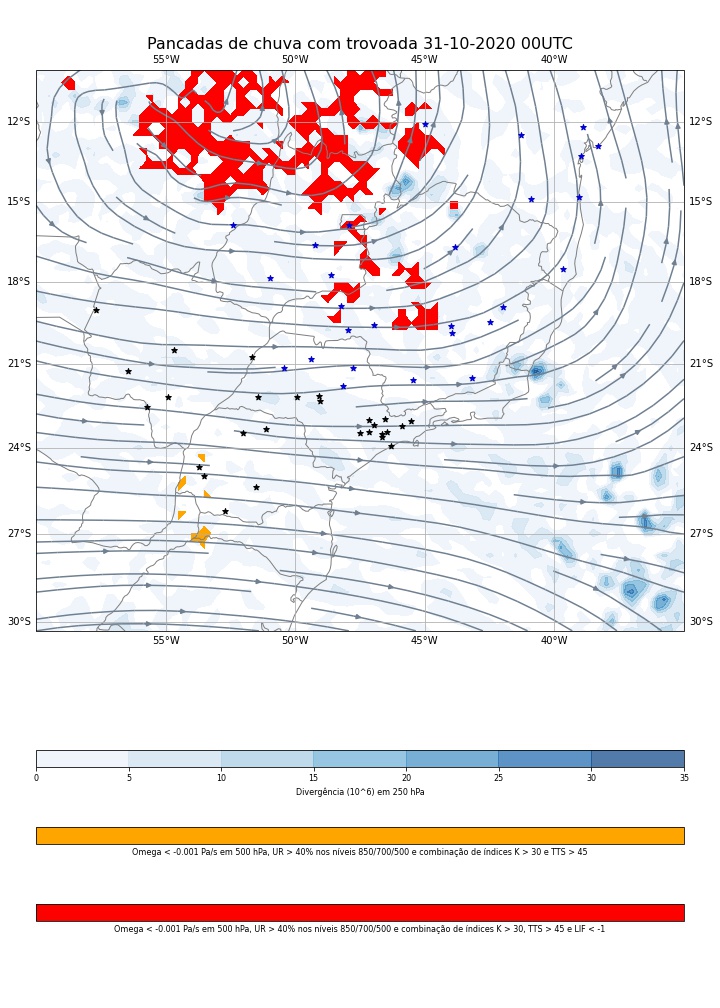 Pancadas de chuva com trovoada 31-10-2020 00UTC
55°W 50°W 45°W 40°W
12°S 12°S
15°S 15°S
18°S 18°S
21°S 21°S
24°S 24°S
27°S 27°S
30°S 30°S
55°W 50°W 45°W 40°W
0 5 10 15 20 25 30 35
Divergência (10^6) em 250 hPa
Omega < -0.001 Pa/s em 500 hPa, UR > 40% nos níveis 850/700/500 e combinação de índices K > 30 e TTS > 45
Omega < -0.001 Pa/s em 500 hPa, UR > 40% nos níveis 850/700/500 e combinação de índices K > 30, TTS > 45 e LIF < -1